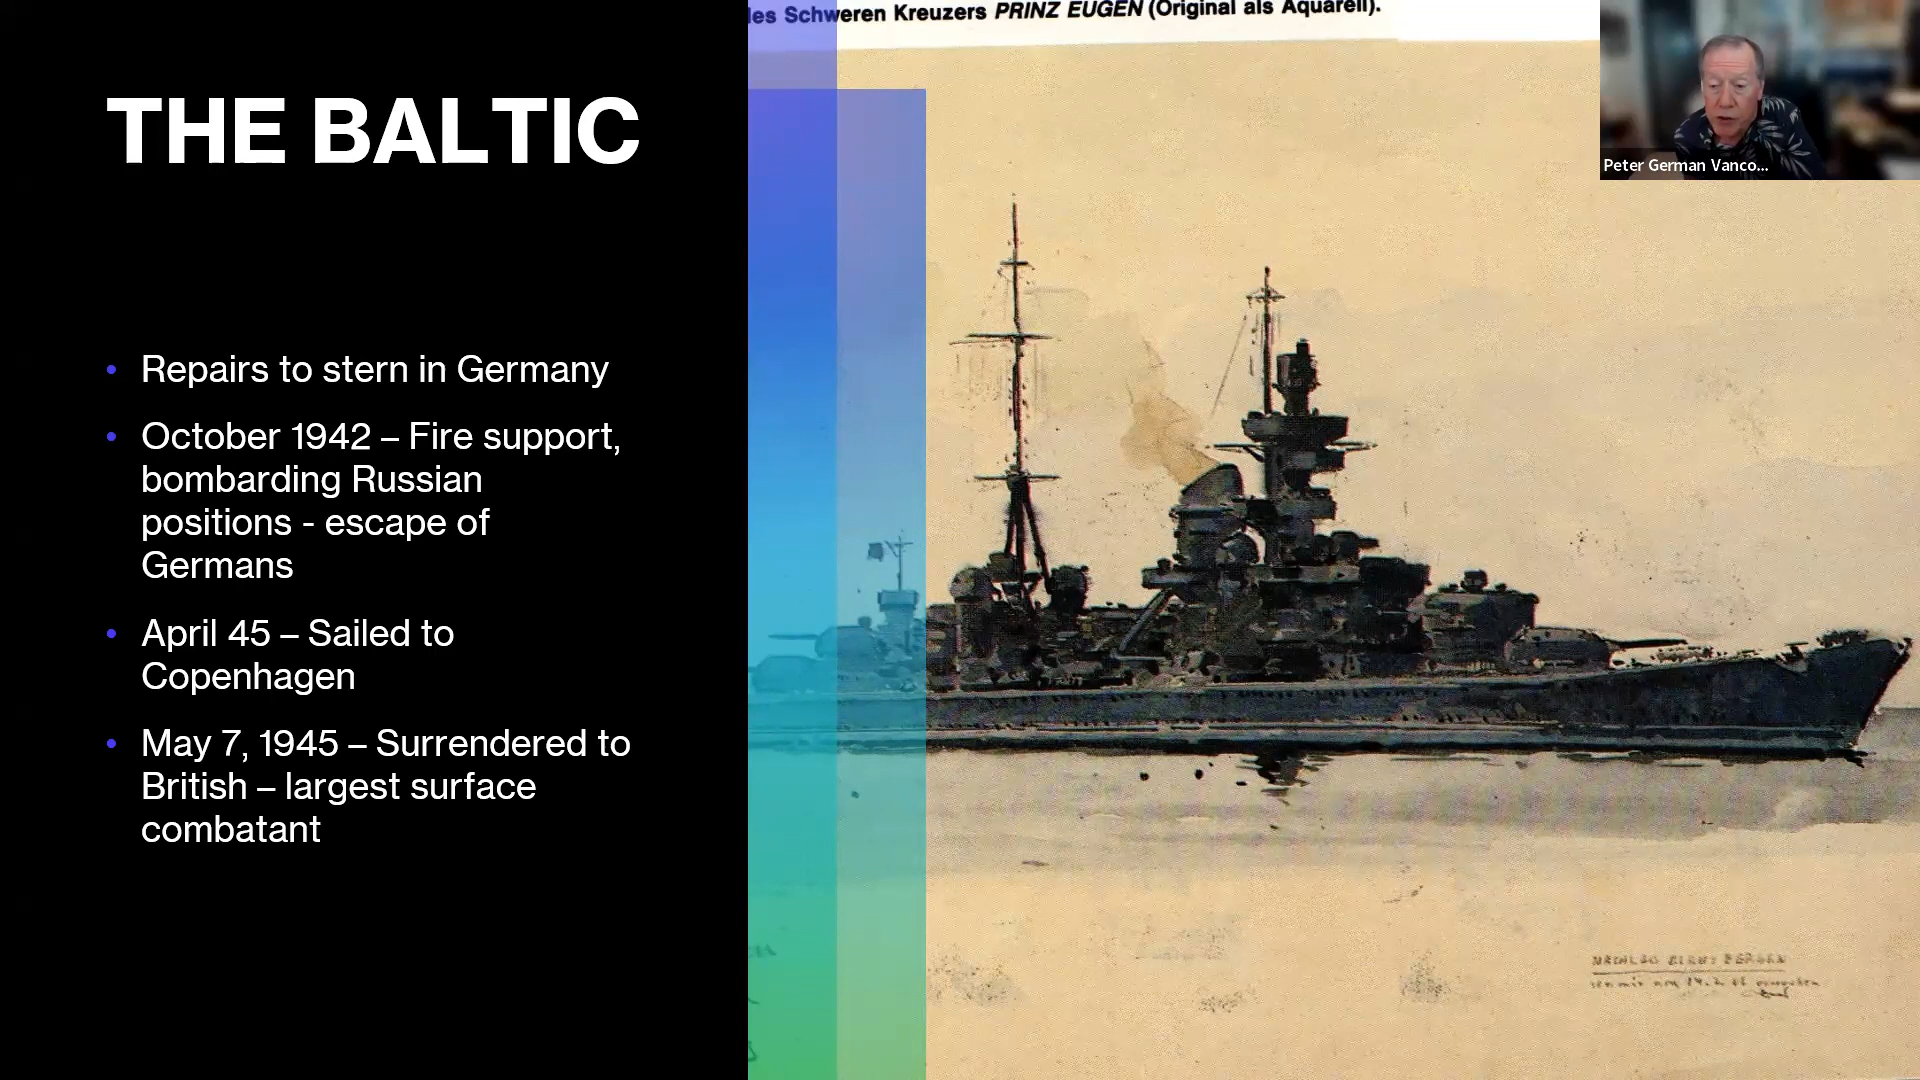 les Schweren Kreuzers PRINZ EUGEN (Original als Aquarell).
THE BALTIC
Peter German Vanco...
• Repairs to stern in Germany
• October 1942 – Fire support,
bombarding Russian
positions - escape of
Germans
• April 45 – Sailed to
Copenhagen
• May 7, 1945 – Surrendered to
British – largest surface
combatant